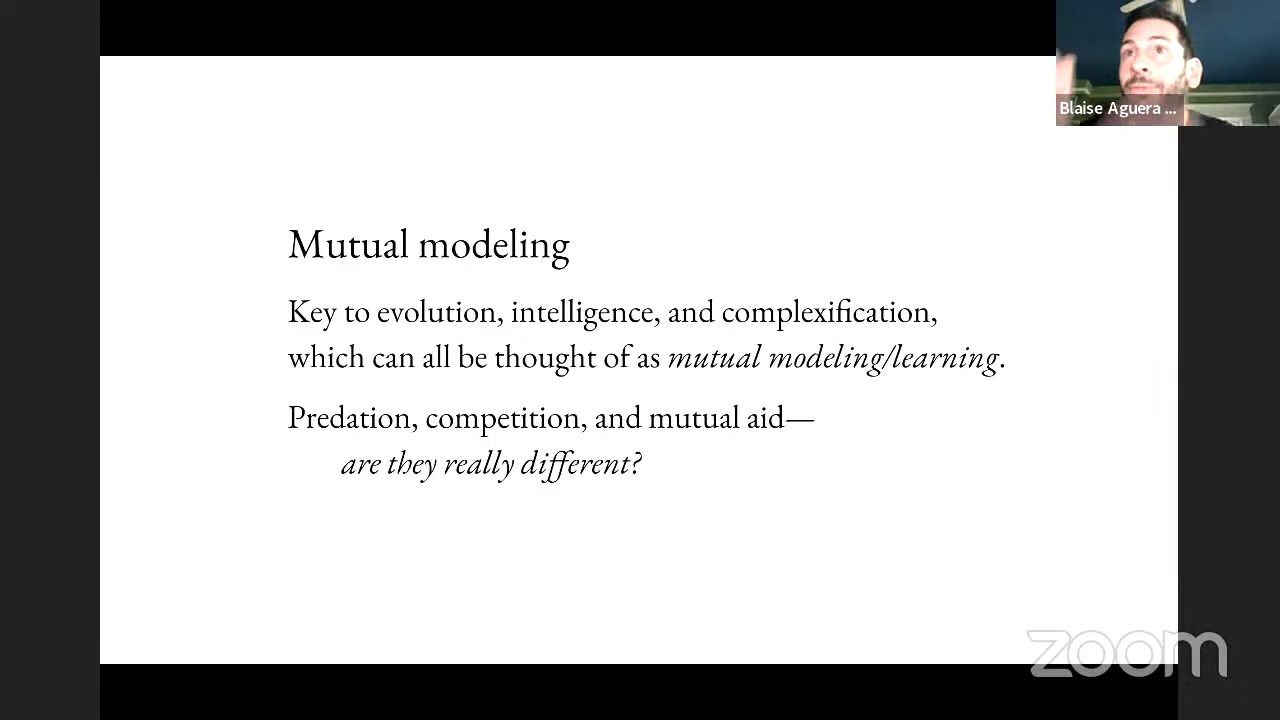 Blaise Aguera ...
Mutual modeling
Key to evolution, intelligence, and complexification,
which can all be thought of as mutual modeling/learning.
Predation, competition, and mutual aid—
are they really different?
zoom